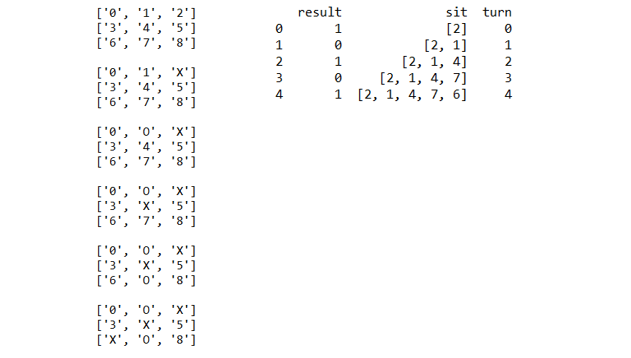 ['0', '1', '2']
['3', '4', '5']
['6', '7', '8']
['0', '1', 'X']
['3', '4', '5']
['6', '7', '8']
['0', 'O', 'X']
['3', '4', '5']
['6', '7', '8']
['0', 'O', 'X']
['3', 'X', '5']
['6', '7', '8']
['0', 'O', 'X']
['3', 'X', '5']
['6', 'O', '8']
['0', 'O', 'X']
['3', 'X', '5']
['X', 'O', '8']
result sit turn
0 1 [2] 0
1 0 [2, 1] 1
2 1 [2, 1, 4] 2
3 0 [2, 1, 4, 7] 3
4 1 [2, 1, 4, 7, 6] 4